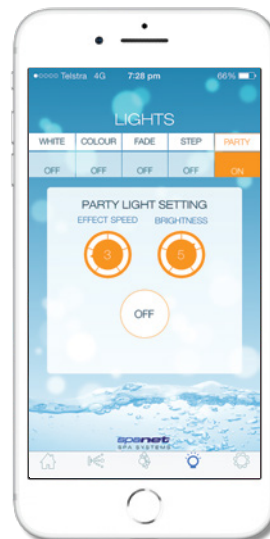 Telstra 4G 7:28 pm 66%
LIGHTS
WHITE COLOUR FADE STEP PARTY
OFF OFF OFF OFF ON
PARTY LIGHT SETTING
EFFECT SPEED BRIGHTNESS
3 5
OFF
spanet
SPA SYSTEMS